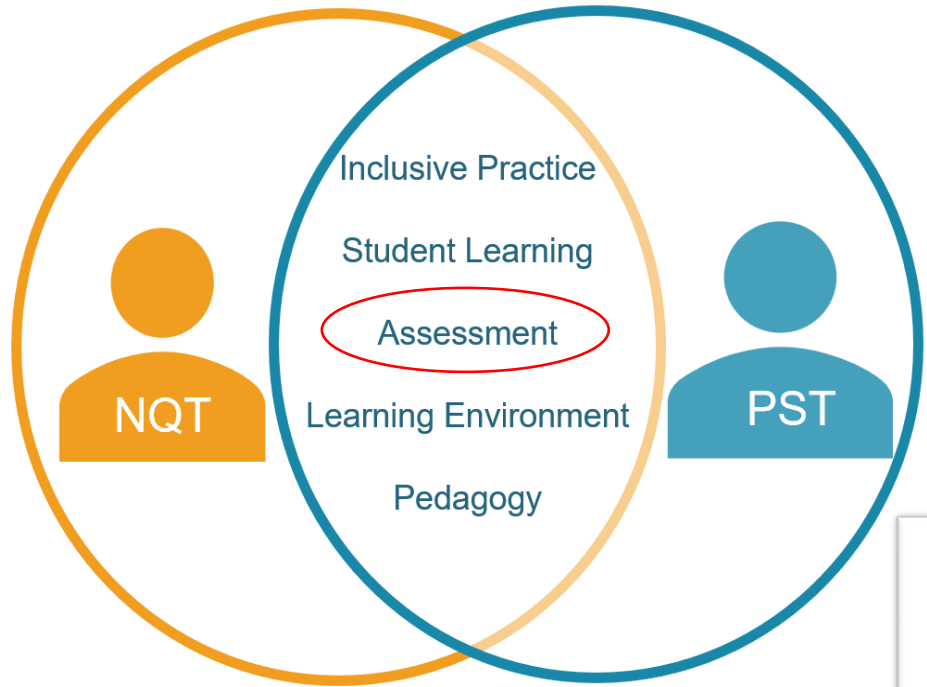 Inclusive Practice
Student Learning
Assessment
NQT
Learning Environment
PST
Pedagogy